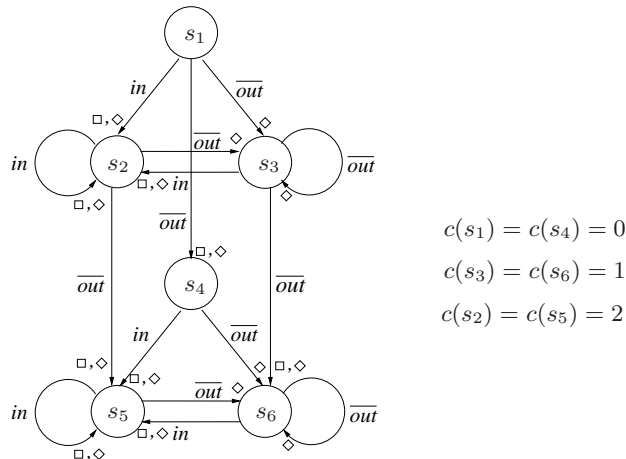 s₁
in
out
out
□,◇
◇
out
◇
in
s₂
s₃
out
□,◇
in
□,◇
◇
out
□,◇
out
s₄
out
in
out
□,◇
□,◇
◇
□,◇
out
◇
in
s₅
s₆
out
□,◇
in
□,◇
◇
c(s₁) = c(s₄) = 0
c(s₃) = c(s₆) = 1
c(s₂) = c(s₅) = 2